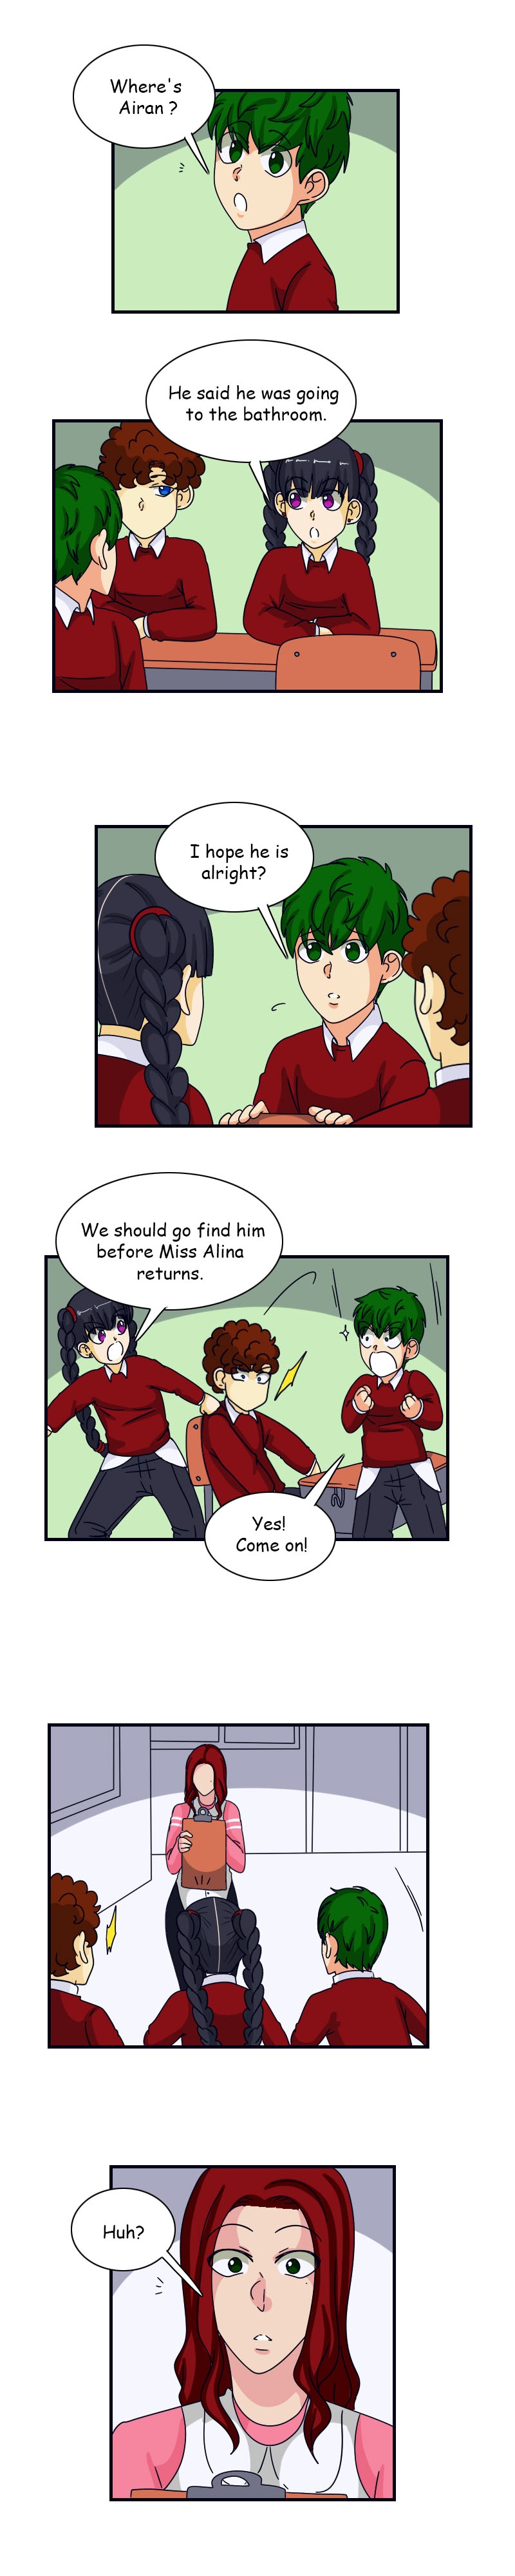 Where's
Airan ?
He said he was going
to the bathroom.
I hope he is
alright?
We should go find him
before Miss Alina
returns.
Yes!
Come on!
Huh?